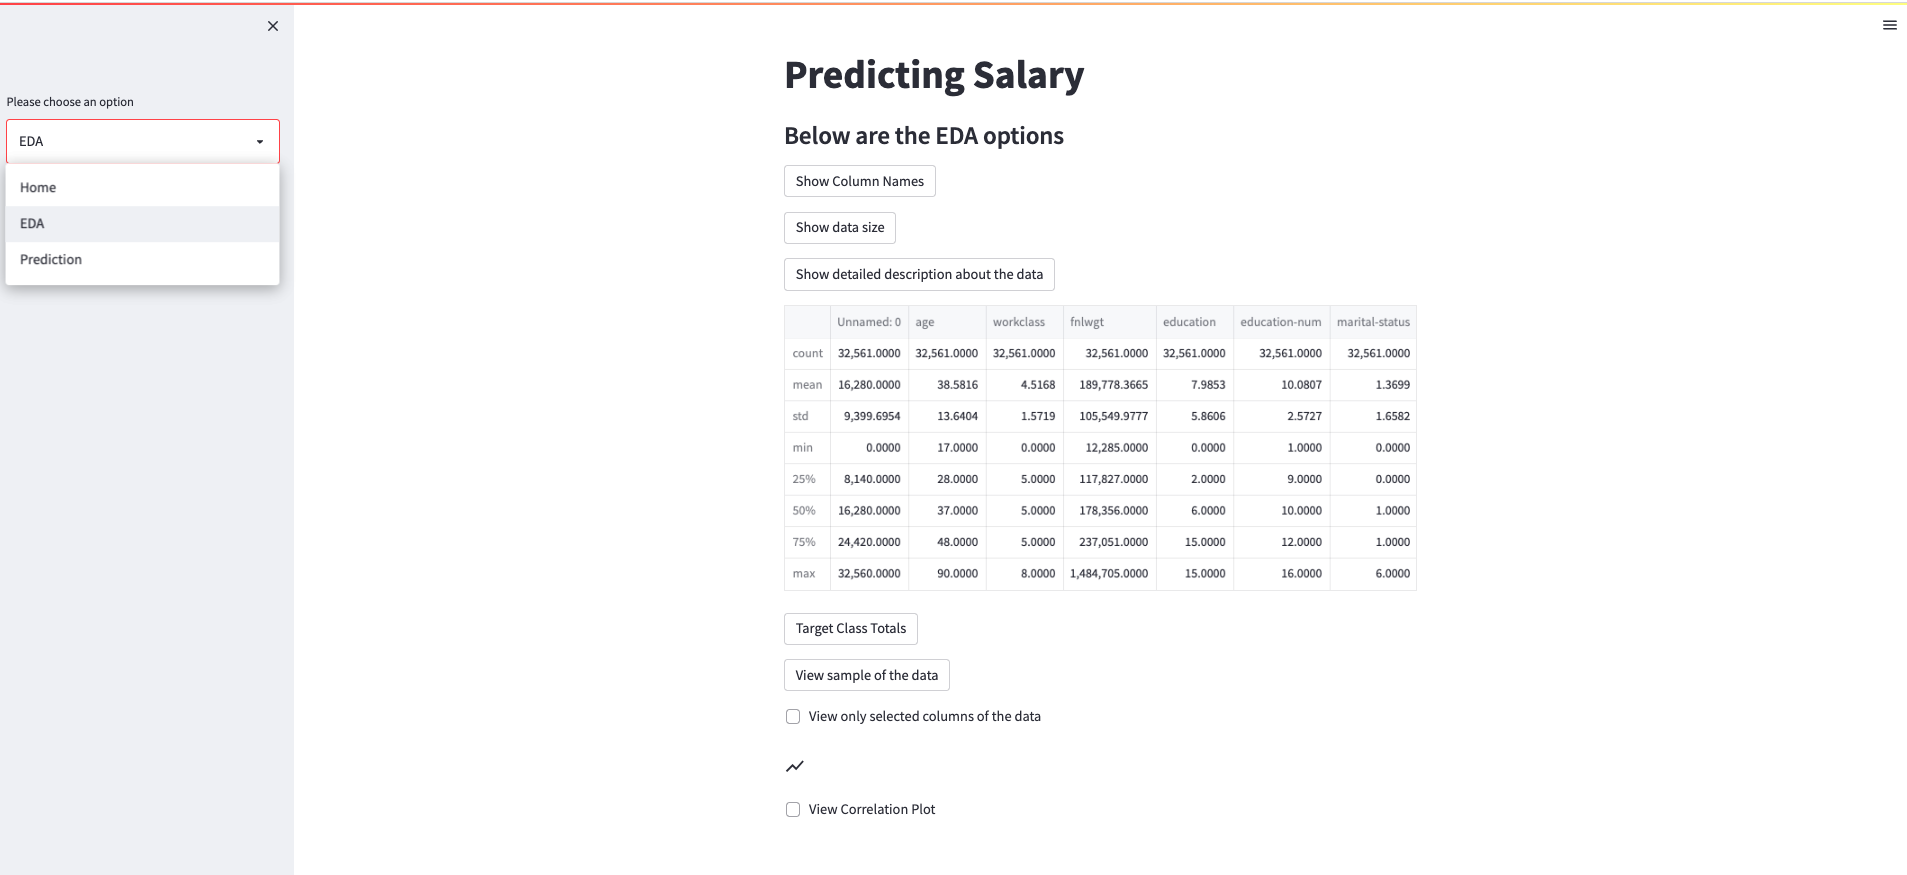 Please choose an option
EDA
Home
EDA
Prediction
Predicting Salary
Below are the EDA options
Show Column Names
Show data size
Show detailed description about the data
Unnamed: 0 age workclass fnlwgt education education-num marital-status
count 32,561.0000 32,561.0000 32,561.0000 32,561.0000 32,561.0000 32,561.0000 32,561.0000
mean 16,280.0000 38.5816 4.5168 189,778.3665 7.9853 10.0807 1.3699
std 9,399.6954 13.6404 1.5719 105,549.9777 5.8606 2.5727 1.6582
min 0.0000 17.0000 0.0000 12,285.0000 0.0000 1.0000 0.0000
25% 8,140.0000 28.0000 5.0000 117,827.0000 2.0000 9.0000 0.0000
50% 16,280.0000 37.0000 5.0000 178,356.0000 6.0000 10.0000 1.0000
75% 24,420.0000 48.0000 5.0000 237,051.0000 15.0000 12.0000 1.0000
max 32,560.0000 90.0000 8.0000 1,484,705.0000 15.0000 16.0000 6.0000
Target Class Totals
View sample of the data
View only selected columns of the data
View Correlation Plot